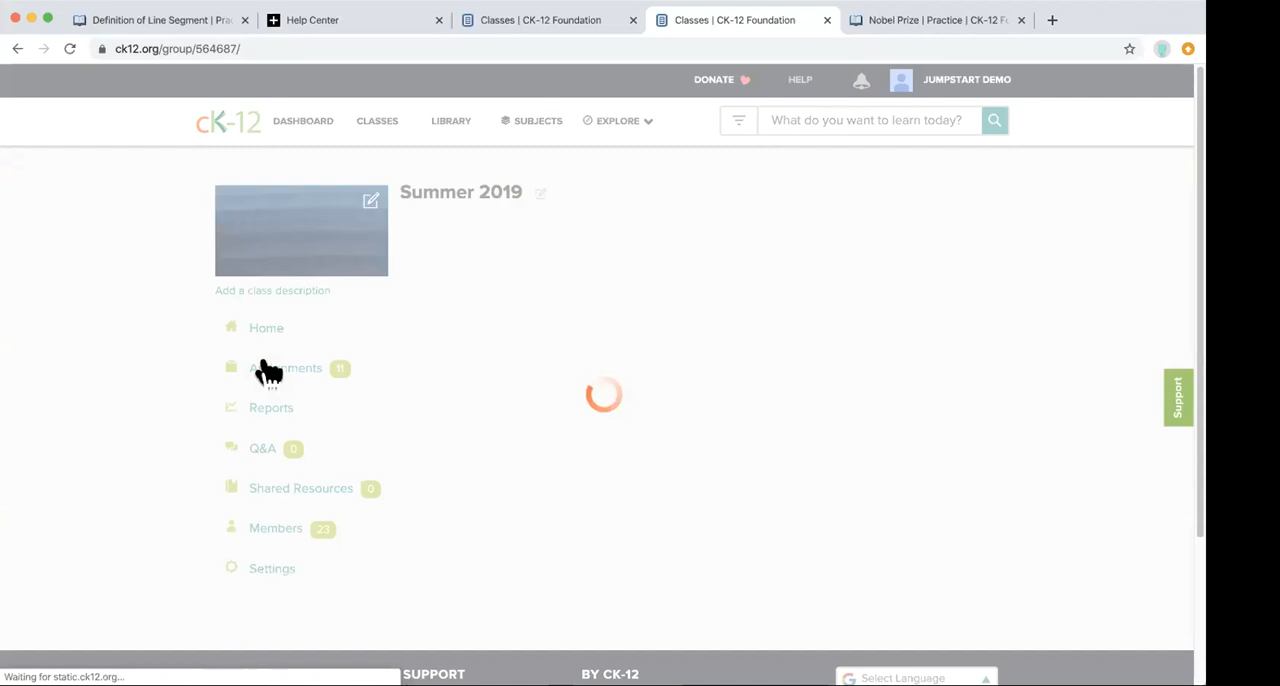 Definition of Line Segment | Pra
Help Center
Classes | CK-12 Foundation
Classes | CK-12 Foundation
Nobel Prize | Practice | CK-12 F
ck12.org/group/564687/
DONATE
HELP
JUMPSTART DEMO
cK-12
DASHBOARD
CLASSES
LIBRARY
SUBJECTS
EXPLORE
What do you want to learn today?
Summer 2019
Add a class description
Home
Assignments 11
Reports
Q&A 0
Shared Resources 0
Members 23
Settings
Support
Waiting for static.ck12.org...
SUPPORT
BY CK-12
G Select Language